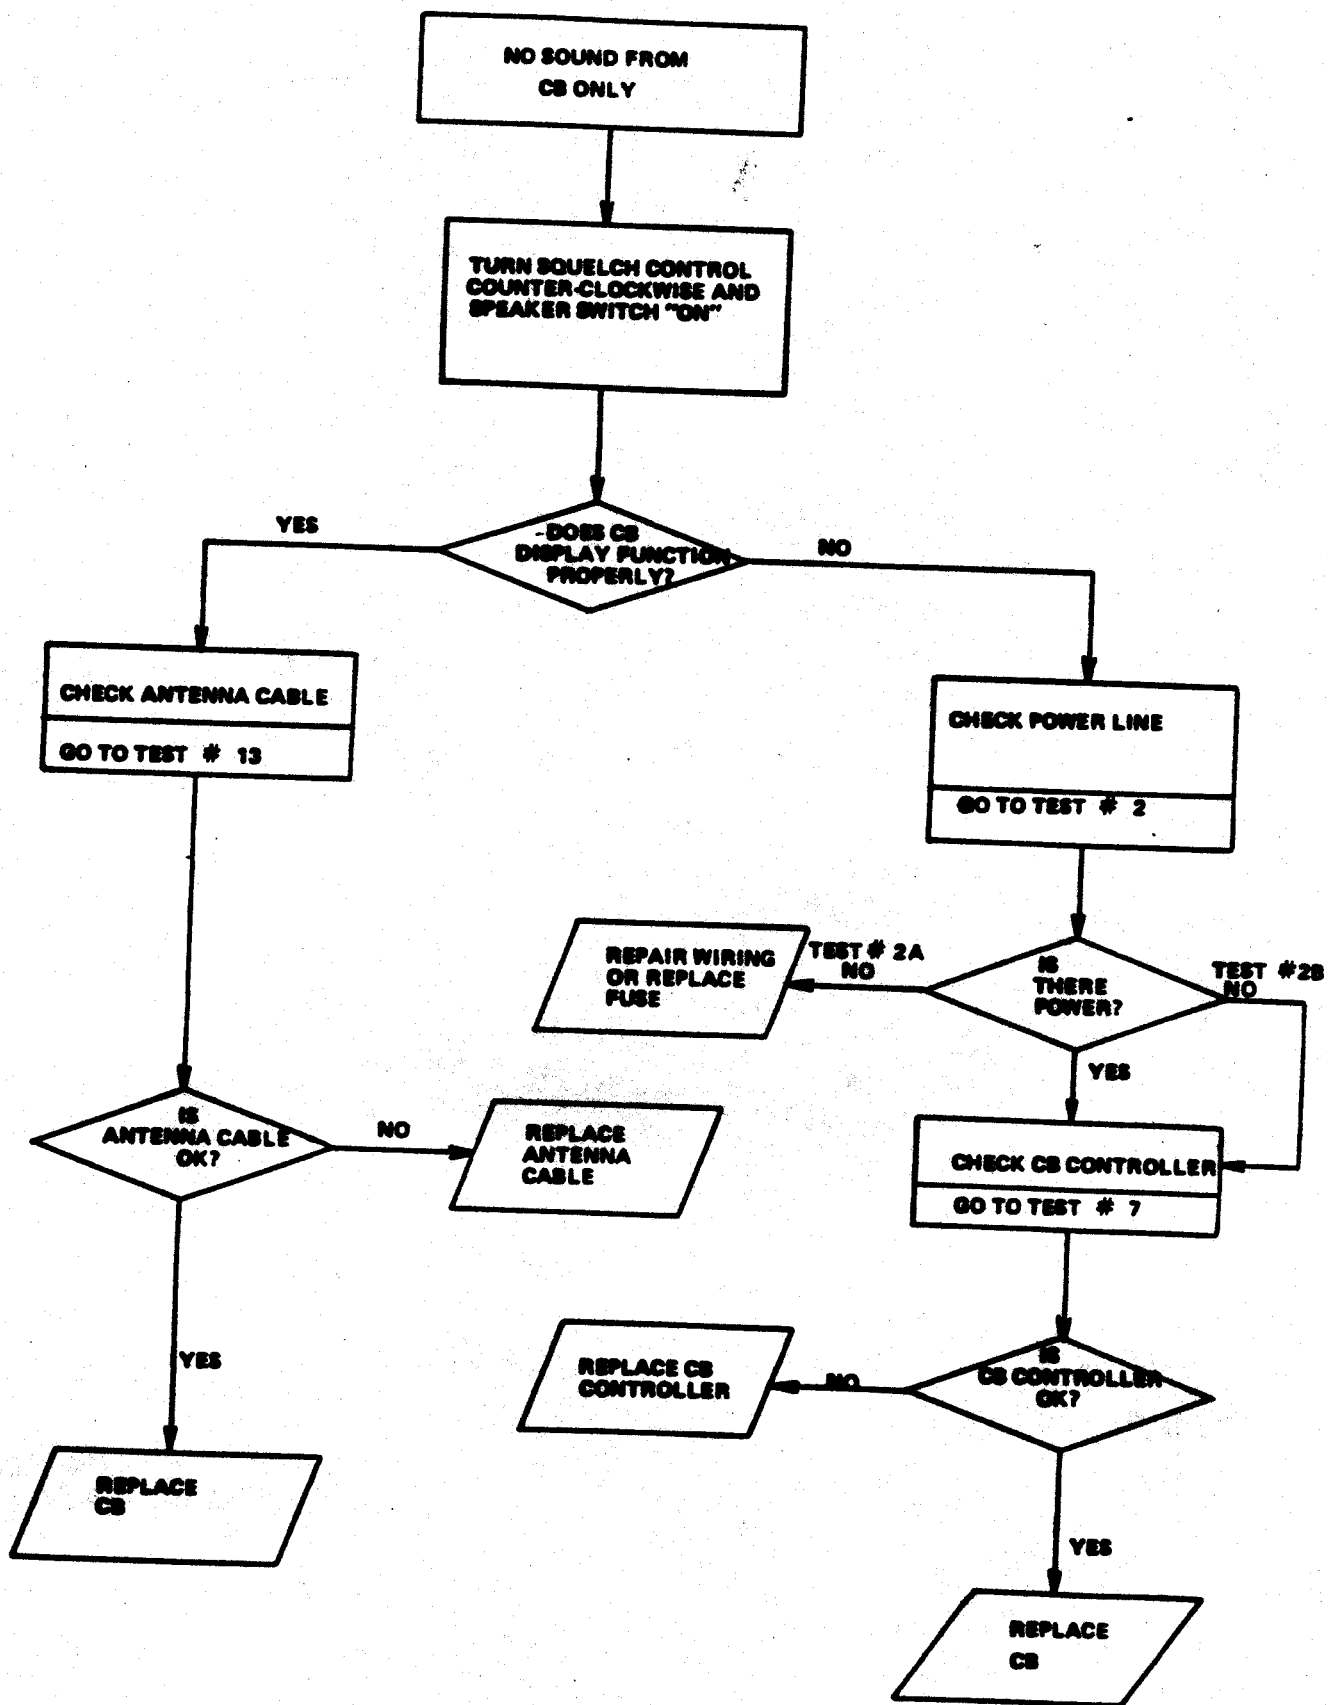 NO SOUND FROM
CB ONLY
TURN SQUELCH CONTROL
COUNTER-CLOCKWISE AND
SPEAKER SWITCH "ON"
YES
DOES CB
DISPLAY FUNCTION
PROPERLY?
NO
CHECK ANTENNA CABLE
GO TO TEST # 13
CHECK POWER LINE
GO TO TEST # 2
REPAIR WIRING
OR REPLACE
FUSE
TEST # 2A
NO
IS
THERE
POWER?
TEST #2B
NO
YES
IS
ANTENNA CABLE
OK?
NO
REPLACE
ANTENNA
CABLE
CHECK CB CONTROLLER
GO TO TEST # 7
YES
REPLACE CB
CONTROLLER
NO
IS
CB CONTROLLER
OK?
REPLACE
CB
YES
REPLACE
CB